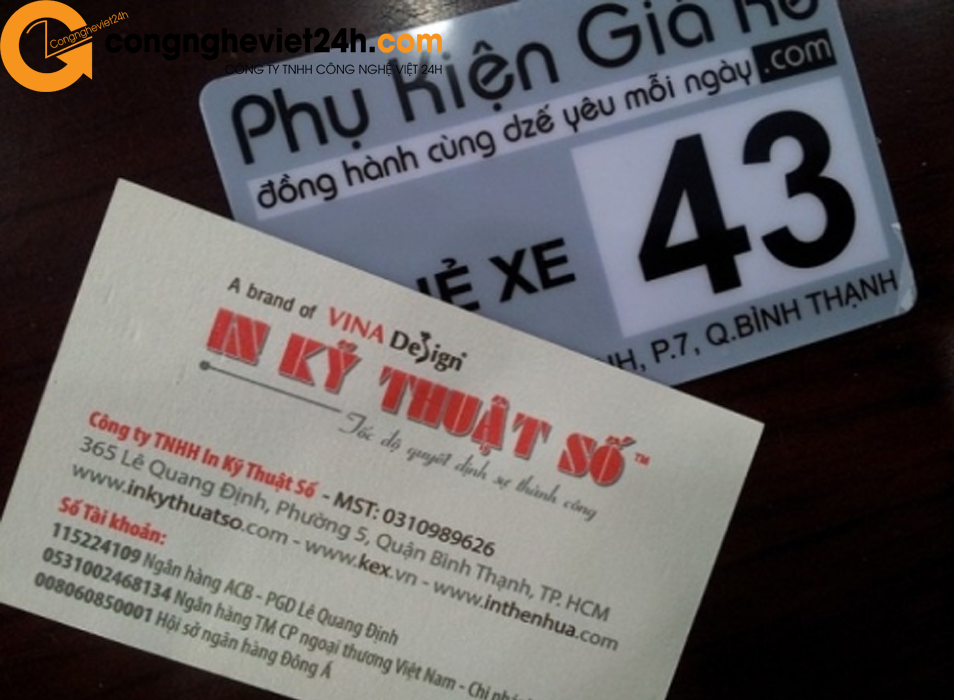 Congngheviet24h
congngheviet24h.com
CÔNG TY TNHH CÔNG NGHỆ VIỆT 24H
Phụ Kiện Giá Rẻ
đồng hành cùng dzế yêu mỗi ngày .com
43
THẺ XE
NH, P.7, Q.BÌNH THẠNH
A brand of VINA Design
IN KỸ THUẬT SỐ™
Tốc độ quyết định sự thành công
Công ty TNHH In Kỹ Thuật Số - MST: 0310989626
365 Lê Quang Định, Phường 5, Quận Bình Thạnh, TP. HCM
www.inkythuatso.com - www.kex.vn - www.inthenhua.com
Số Tài khoản:
115224109 Ngân hàng ACB - PGD Lê Quang Định
0531002468134 Ngân hàng TM CP ngoại thương Việt Nam - Chi
008060850001 Hội sở ngân hàng Đông Á